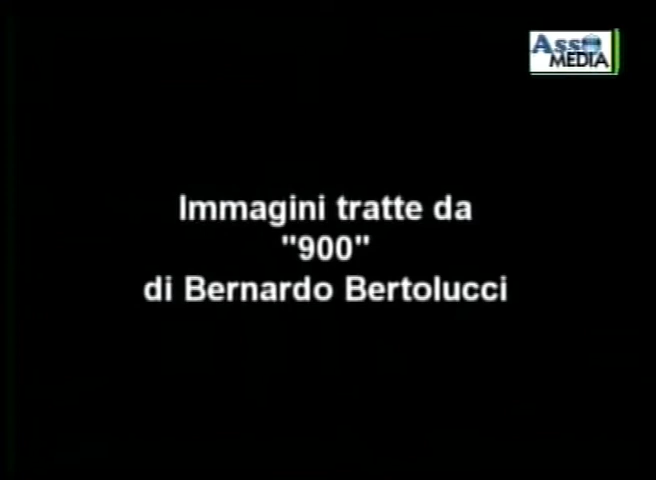 Asso
MEDIA
Immagini tratte da
"900"
di Bernardo Bertolucci